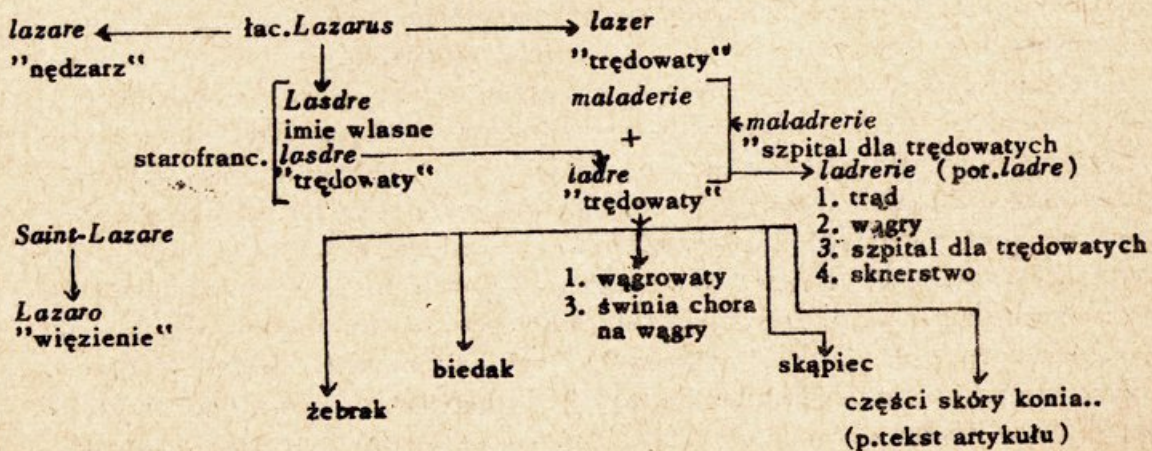 lazare łac.Lazarus lazer
"nędzarz" "trędowaty"
Lasdre maladerie
imie wlasne + maladrerie
starofranc. lasdre "szpital dla trędowatych
"trędowaty" ladre ladrerie (por.ladre)
"trędowaty" 1. trąd
Saint-Lazare 2. wągry
3. szpital dla trędowatych
1. wągrowaty 4. sknerstwo
Lazaro 3. świnia chora
"więzienie" na wągry
biedak skąpiec
żebrak części skóry konia..
(p.tekst artykułu)